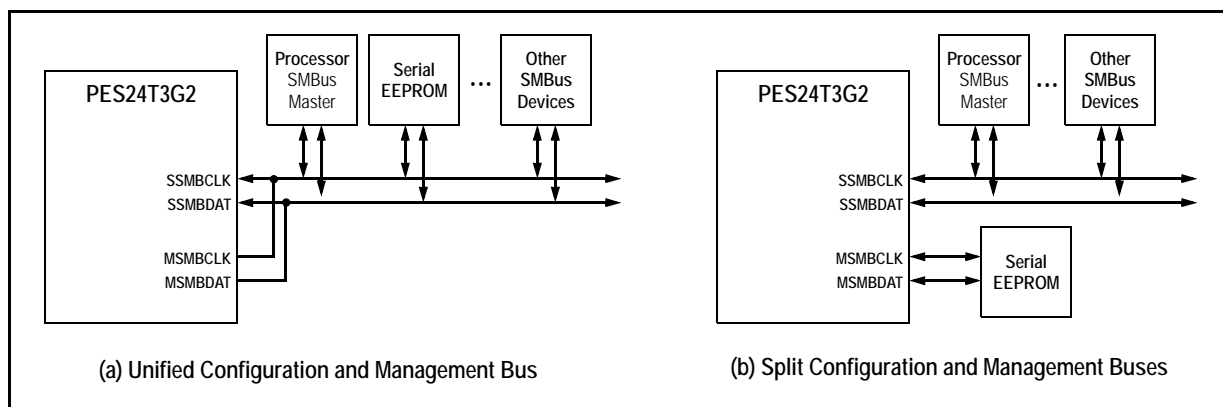 PES24T3G2
Processor
SMBus
Master
Serial
EEPROM
...
Other
SMBus
Devices
SSMBCLK
SSMBDAT
MSMBCLK
MSMBDAT
(a) Unified Configuration and Management Bus
PES24T3G2
Processor
SMBus
Master
...
Other
SMBus
Devices
SSMBCLK
SSMBDAT
MSMBCLK
MSMBDAT
Serial
EEPROM
(b) Split Configuration and Management Buses